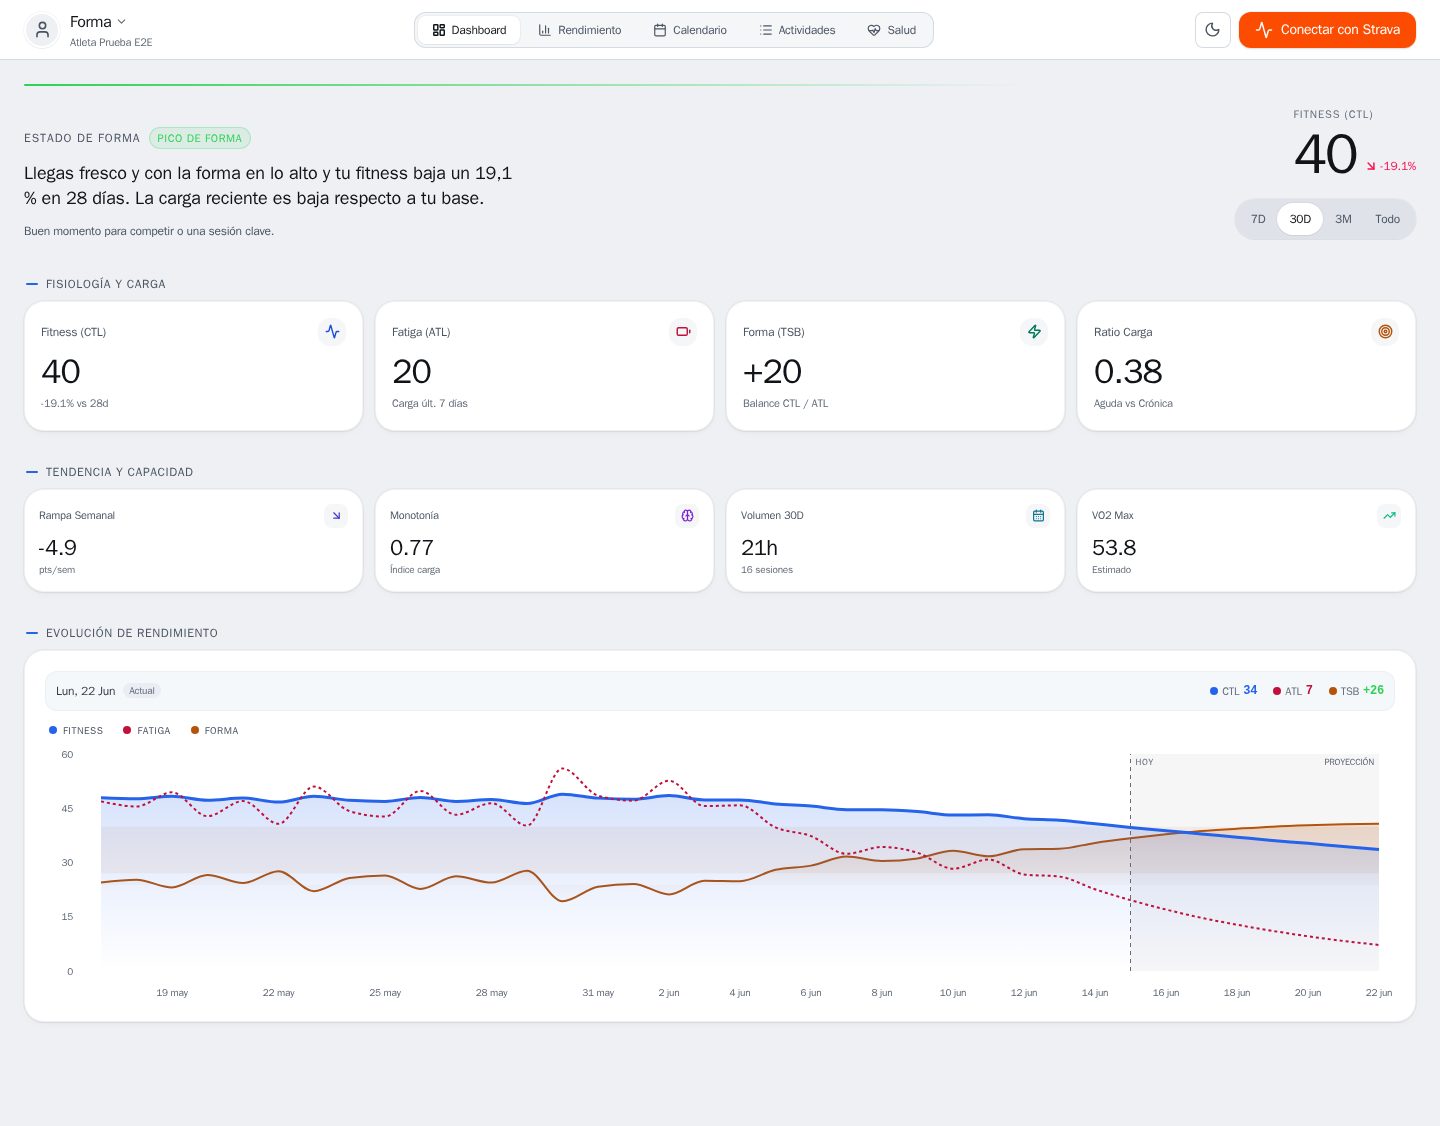 Forma
Atleta Prueba E2E
Dashboard
Rendimiento
Calendario
Actividades
Salud
Conectar con Strava
ESTADO DE FORMA
PICO DE FORMA
Llegas fresco y con la forma en lo alto y tu fitness baja un 19,1
% en 28 días. La carga reciente es baja respecto a tu base.
Buen momento para competir o una sesión clave.
FITNESS (CTL)
40
-19.1%
7D
30D
3M
Todo
FISIOLOGÍA Y CARGA
Fitness (CTL)
40
-19.1% vs 28d
Fatiga (ATL)
20
Carga últ. 7 días
Forma (TSB)
+20
Balance CTL / ATL
Ratio Carga
0.38
Aguda vs Crónica
TENDENCIA Y CAPACIDAD
Rampa Semanal
-4.9
pts/sem
Monotonía
0.77
Índice carga
Volumen 30D
21h
16 sesiones
VO2 Max
53.8
Estimado
EVOLUCIÓN DE RENDIMIENTO
Lun, 22 Jun
Actual
CTL 34
ATL 7
TSB +26
FITNESS
FATIGA
FORMA
60
45
30
15
0
HOY
PROYECCIÓN
19 may
22 may
25 may
28 may
31 may
2 jun
4 jun
6 jun
8 jun
10 jun
12 jun
14 jun
16 jun
18 jun
20 jun
22 jun